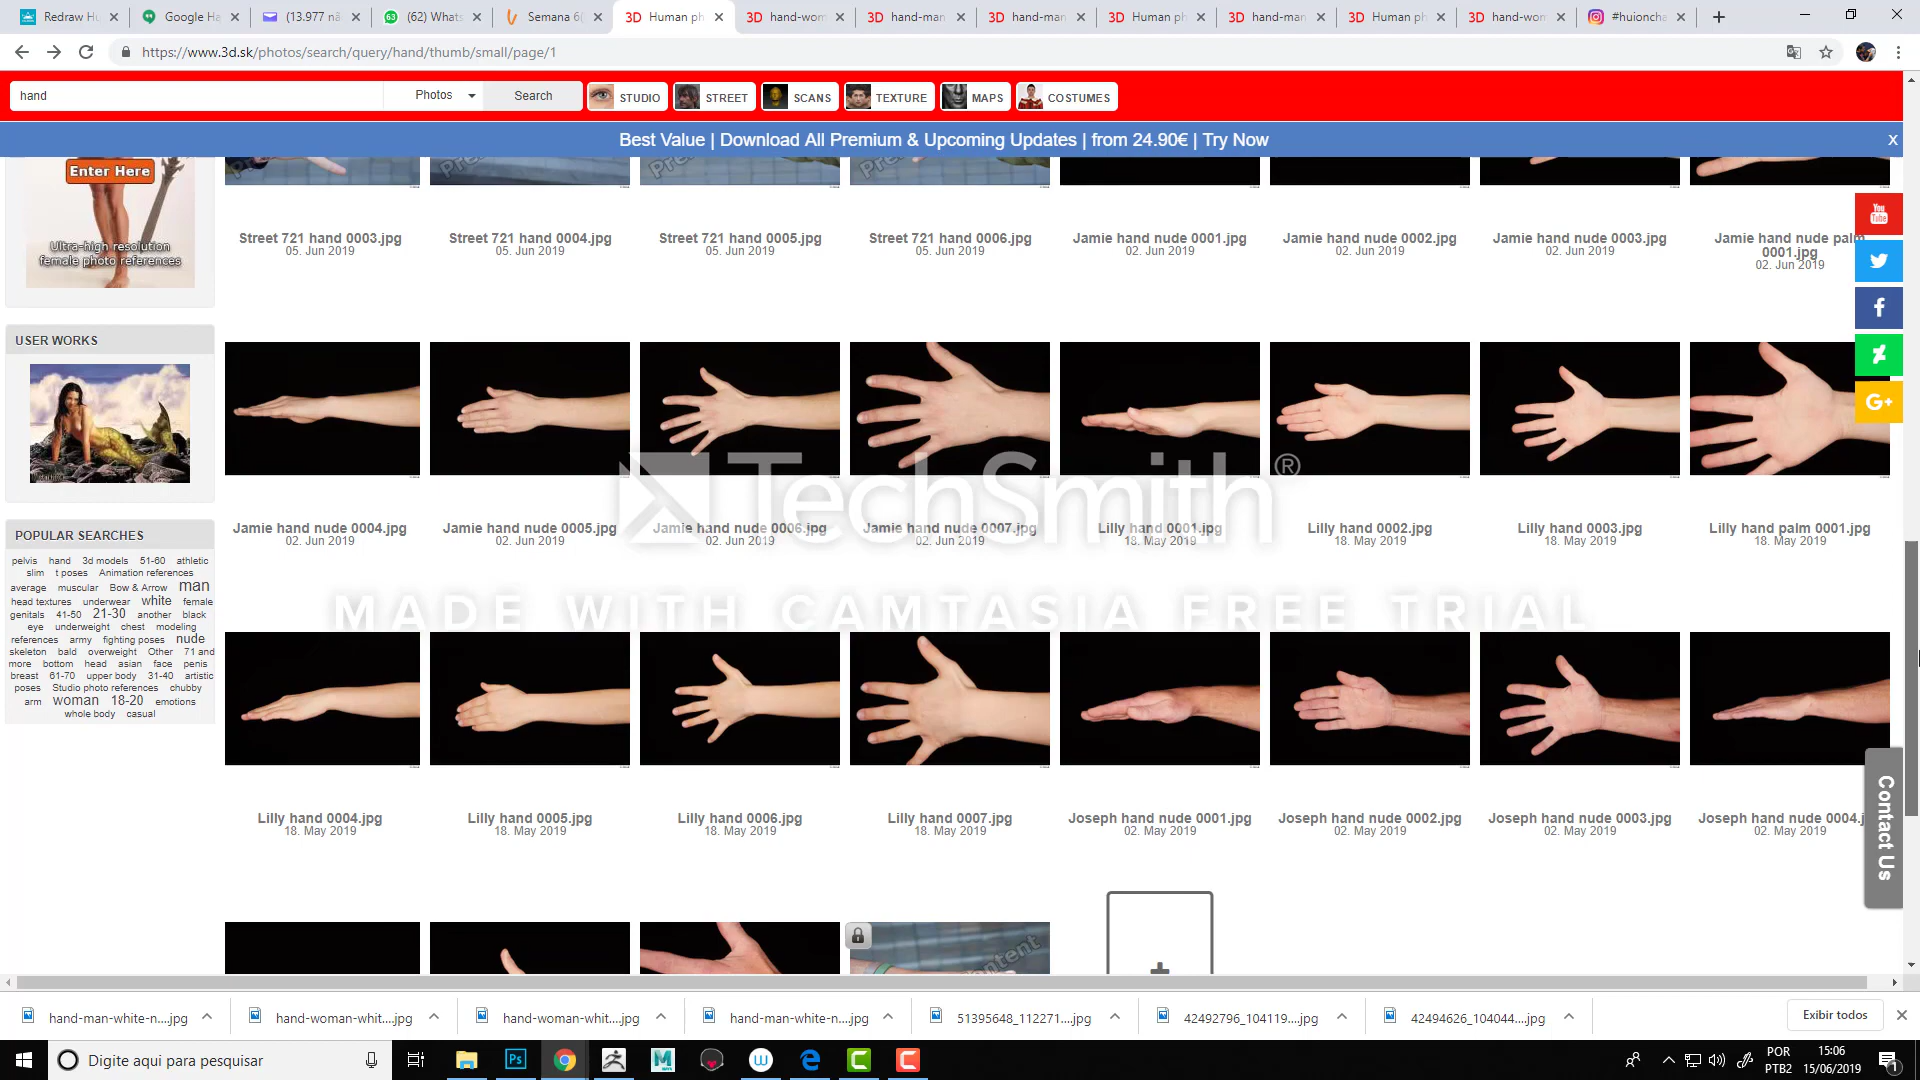 Redraw Hu
Google Ha
(13.977 nã
(62) Whats
Semana 6(
3D Human ph
3D hand-wom
3D hand-man
3D hand-man
3D Human ph
3D hand-man
3D Human ph
3D hand-won
#huioncha
https://www.3d.sk/photos/search/query/hand/thumb/small/page/1
hand
Photos
Search
STUDIO
STREET
SCANS
TEXTURE
MAPS
COSTUMES
Best Value | Download All Premium & Upcoming Updates | from 24.90€ | Try Now
X
Enter Here
Ultra-high resolution
female photo references
Street 721 hand 0003.jpg
05. Jun 2019
Street 721 hand 0004.jpg
05. Jun 2019
Street 721 hand 0005.jpg
05. Jun 2019
Street 721 hand 0006.jpg
05. Jun 2019
Jamie hand nude 0001.jpg
02. Jun 2019
Jamie hand nude 0002.jpg
02. Jun 2019
Jamie hand nude 0003.jpg
02. Jun 2019
Jamie hand nude palm
0001.jpg
02. Jun 2019
You
Tube
G+
USER WORKS
Jamie hand nude 0004.jpg
02. Jun 2019
Jamie hand nude 0005.jpg
02. Jun 2019
Jamie hand nude 0006.jpg
02. Jun 2019
Jamie hand nude 0007.jpg
02. Jun 2019
Lilly hand 0001.jpg
18. May 2019
Lilly hand 0002.jpg
18. May 2019
Lilly hand 0003.jpg
18. May 2019
Lilly hand palm 0001.jpg
18. May 2019
TechSmith®
MADE WITH CAMTASIA FREE TRIAL
POPULAR SEARCHES
pelvis hand 3d models 51-60 athletic
slim t poses Animation references
average muscular Bow & Arrow man
head textures underwear white female
genitals 41-50 21-30 another black
eye underweight chest modeling
references army fighting poses nude
skeleton bald overweight Other 71 and
more bottom head asian face penis
breast 61-70 upper body 31-40 artistic
poses Studio photo references chubby
arm woman 18-20 emotions
whole body casual
Lilly hand 0004.jpg
18. May 2019
Lilly hand 0005.jpg
18. May 2019
Lilly hand 0006.jpg
18. May 2019
Lilly hand 0007.jpg
18. May 2019
Joseph hand nude 0001.jpg
02. May 2019
Joseph hand nude 0002.jpg
02. May 2019
Joseph hand nude 0003.jpg
02. May 2019
Joseph hand nude 0004.j
02. May 2019
Contact Us
ontent
+
hand-man-white-n....jpg
hand-woman-whit....jpg
hand-woman-whit....jpg
hand-man-white-n....jpg
51395648_112271....jpg
42492796_104119....jpg
42494626_104044....jpg
Exibir todos
Digite aqui para pesquisar
Ps
POR
PTB2
15:06
15/06/2019
1